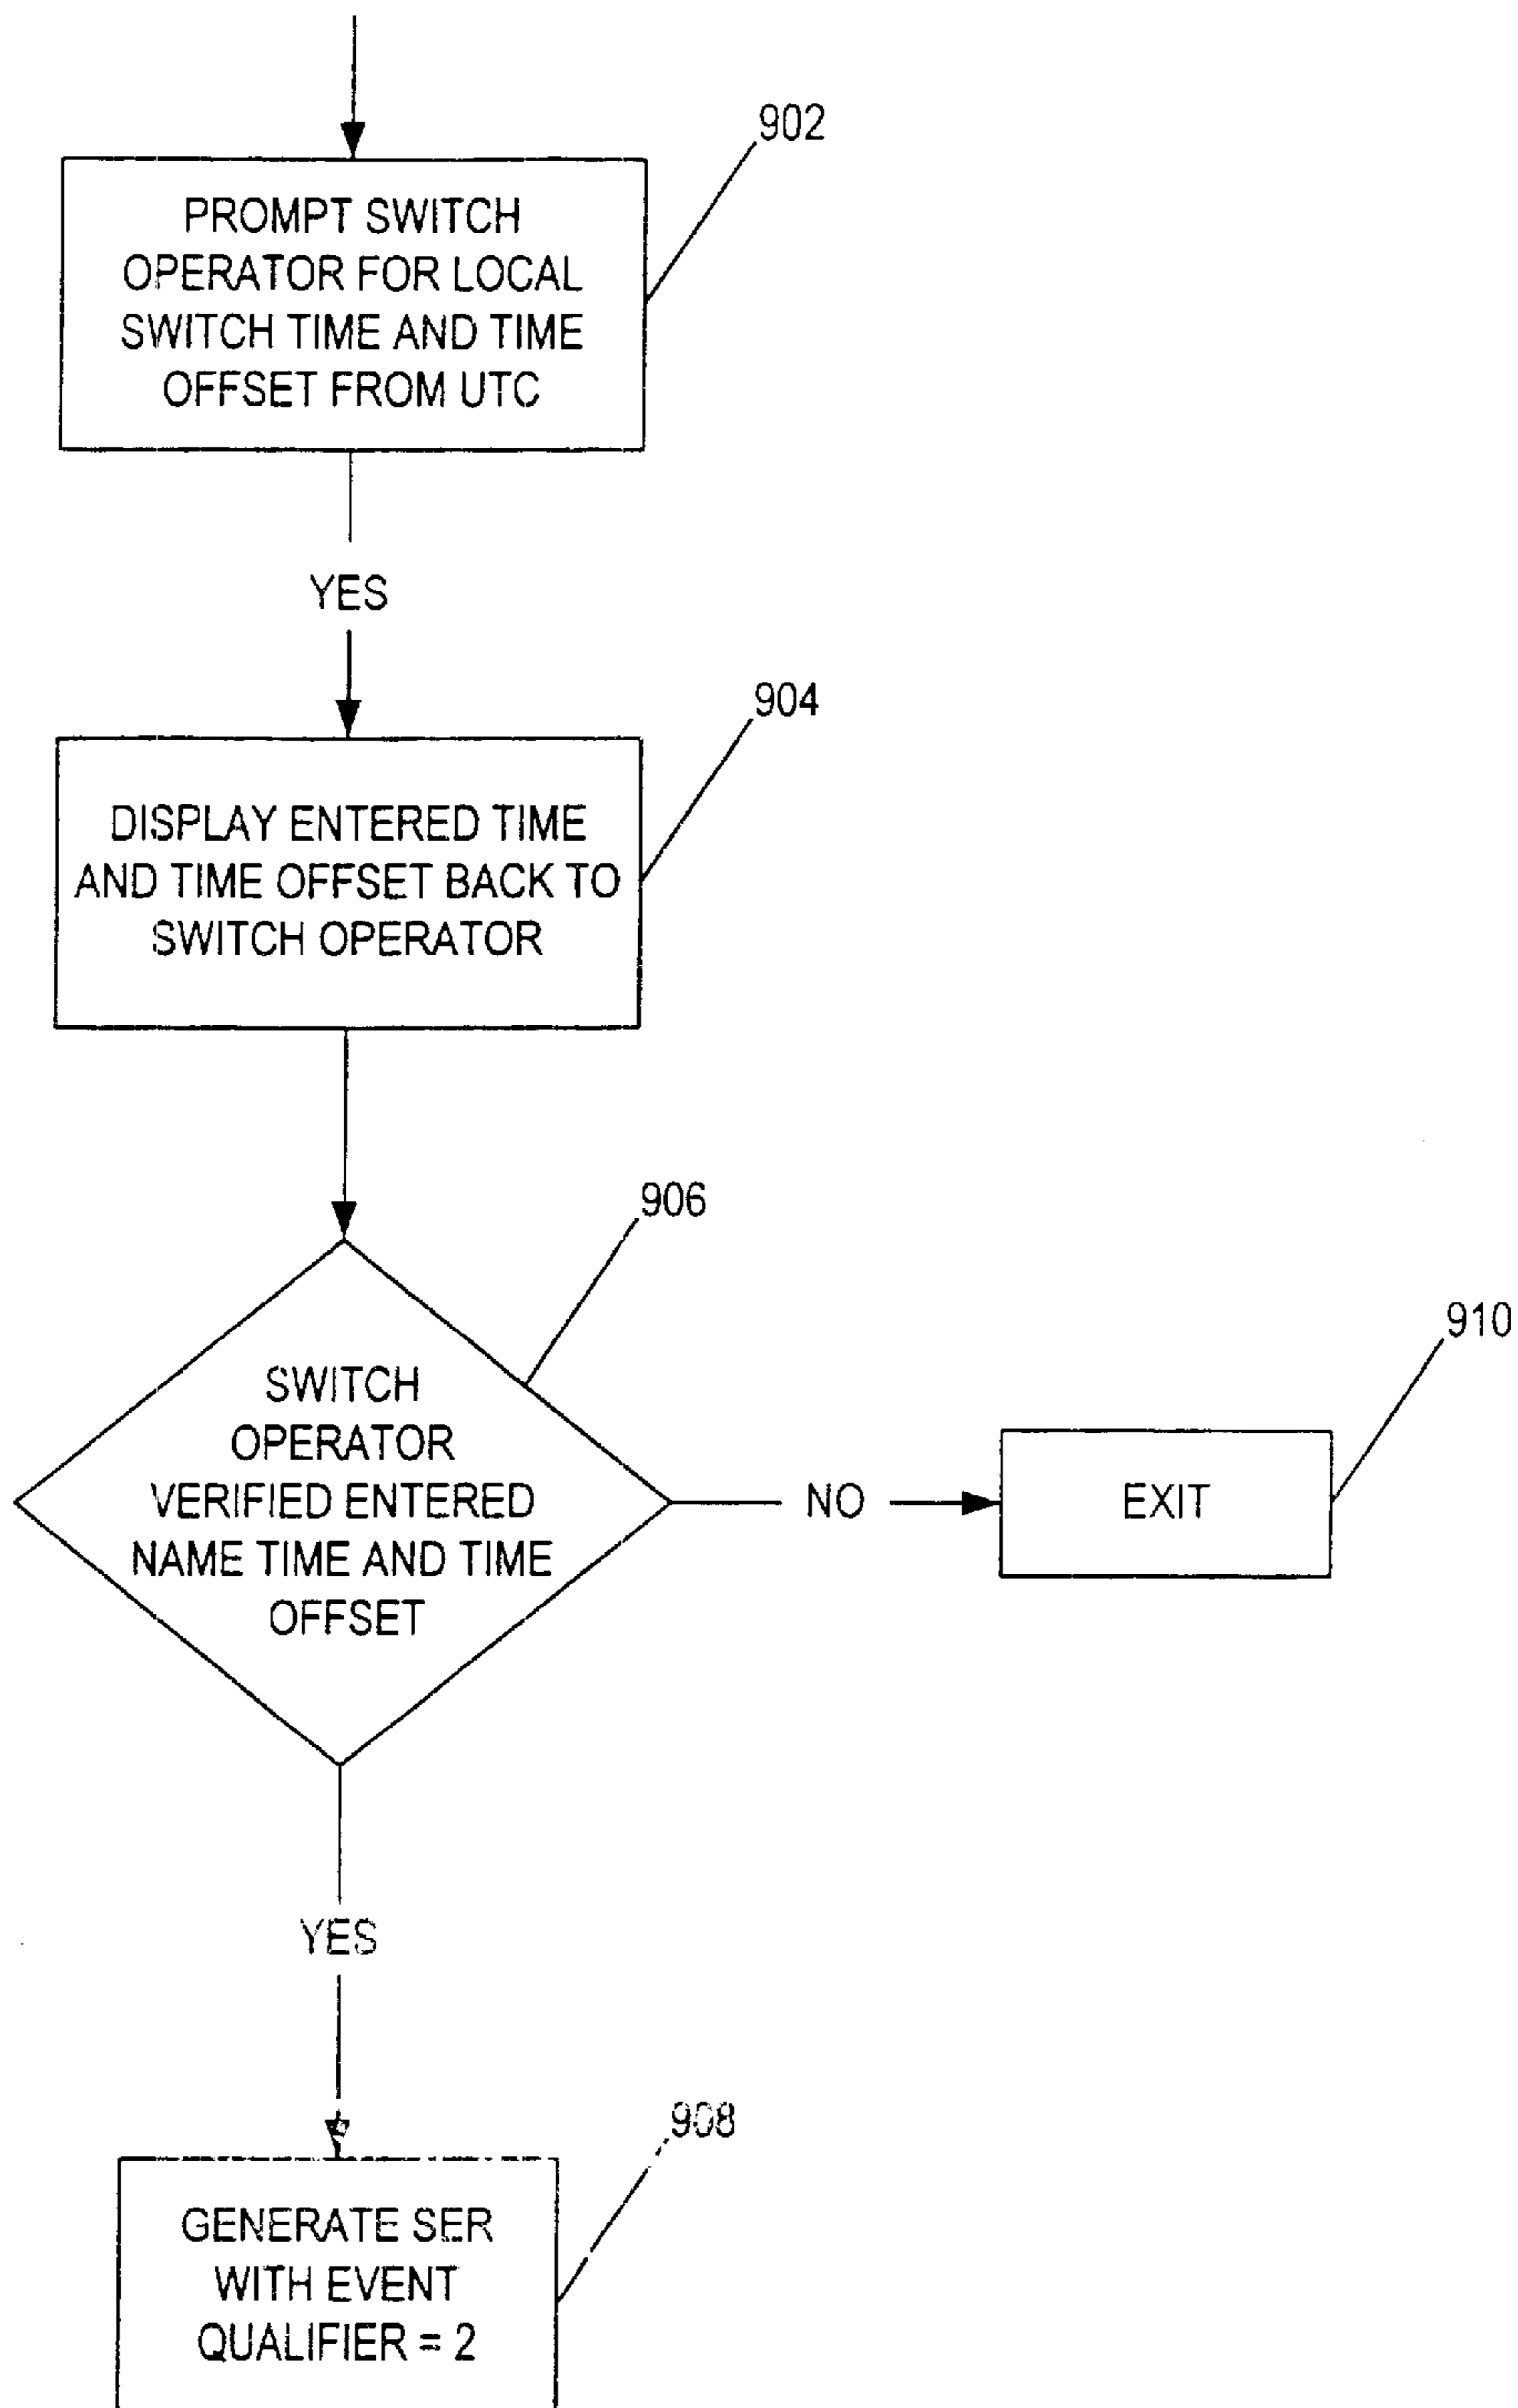 902
PROMPT SWITCH
OPERATOR FOR LOCAL
SWITCH TIME AND TIME
OFFSET FROM UTC
YES
904
DISPLAY ENTERED TIME
AND TIME OFFSET BACK TO
SWITCH OPERATOR
906
SWITCH
OPERATOR
VERIFIED ENTERED
NAME TIME AND TIME
OFFSET
NO
910
EXIT
YES
908
GENERATE SER
WITH EVENT
QUALIFIER = 2